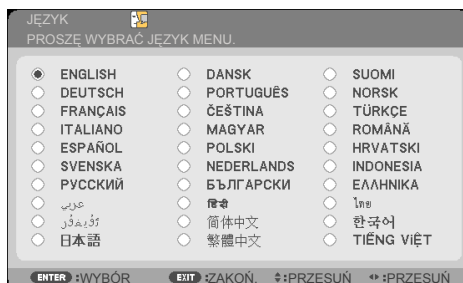 JĘZYK
PROSZĘ WYBRAĆ JĘZYK MENU.
ENGLISH DANSK SUOMI
DEUTSCH PORTUGUÊS NORSK
FRANÇAIS ČEŠTINA TÜRKÇE
ITALIANO MAGYAR ROMÂNĂ
ESPAÑOL POLSKI HRVATSKI
SVENSKA NEDERLANDS INDONESIA
РУССКИЙ БЪЛГАРСКИ ΕΛΛΗΝΙΚΑ
عربي हिंदी ไทย
ئۇيغۇر 简体中文 한국어
日本語 繁體中文 TIẾNG VIỆT
ENTER :WYBÓR EXIT :ZAKOŃ. :PRZESUŃ :PRZESUŃ